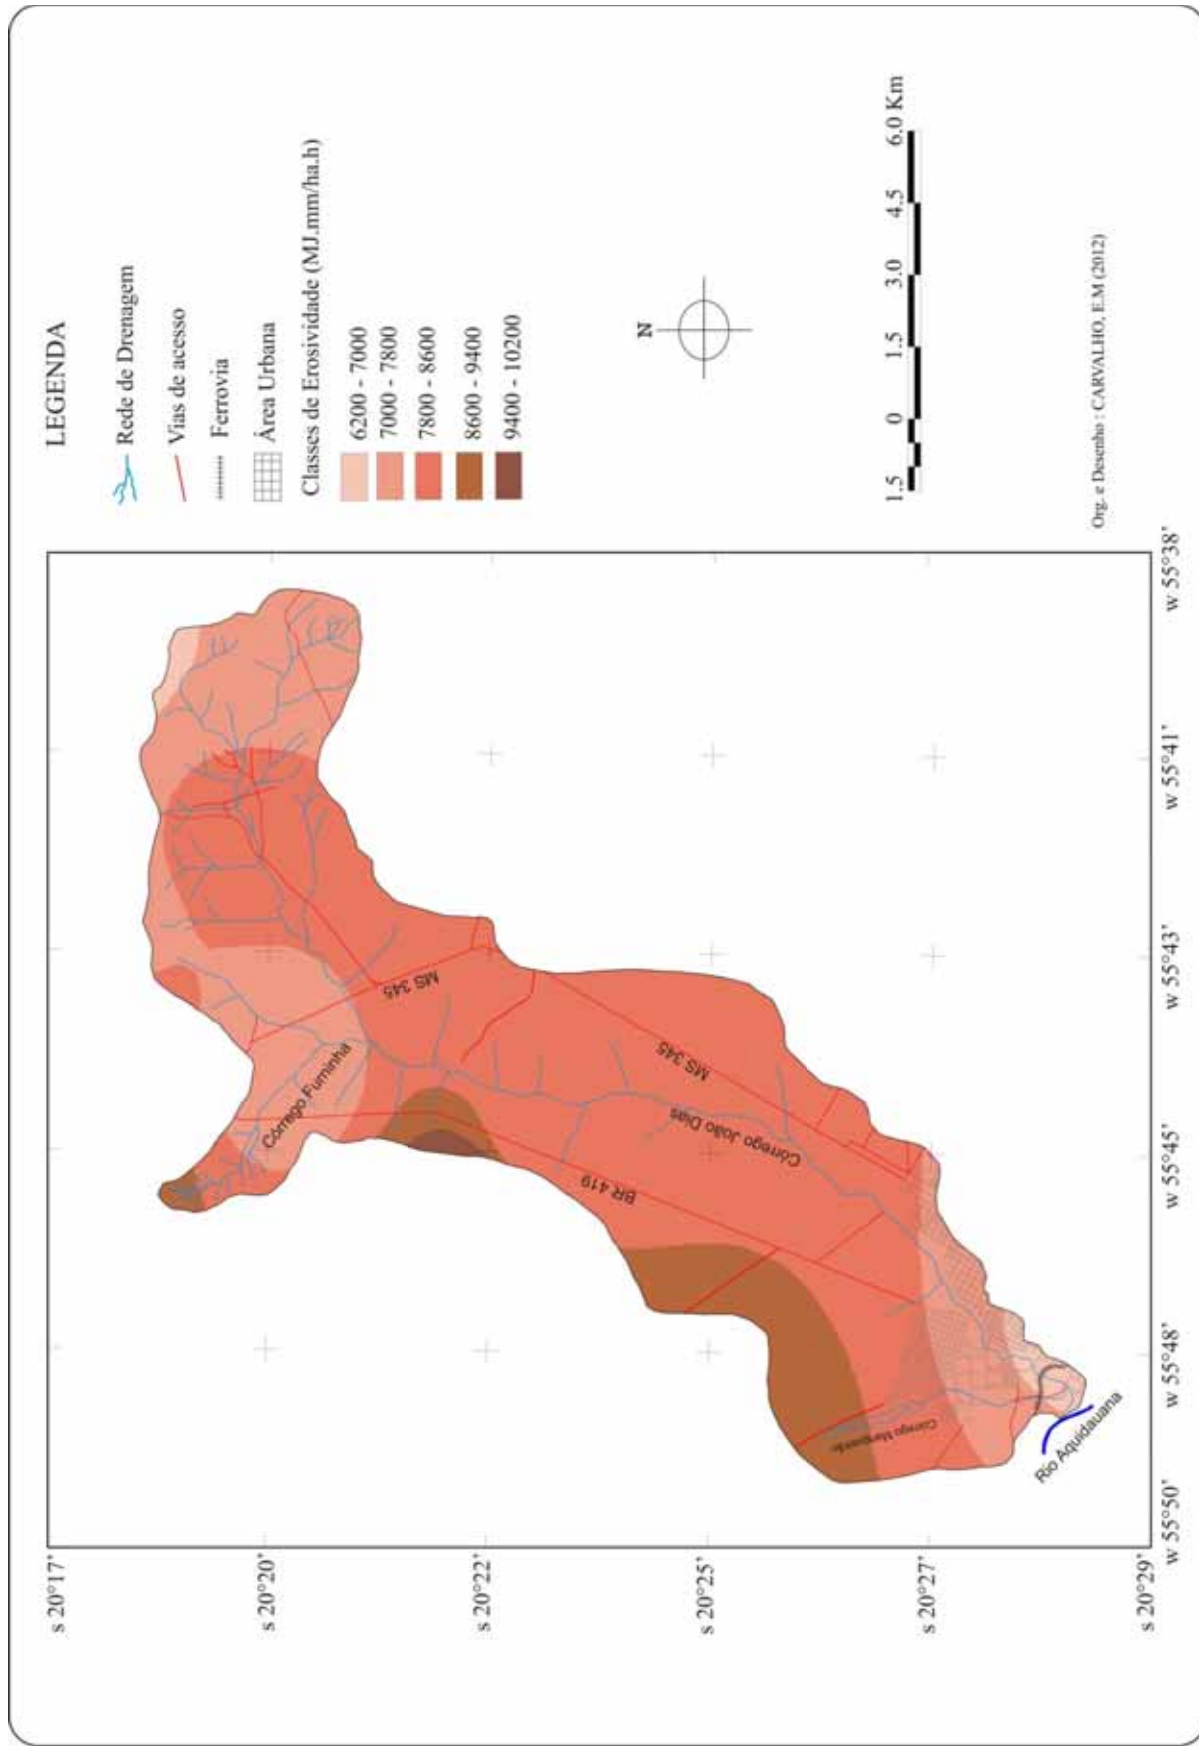 s 20°17'
s 20°20'
s 20°22'
s 20°25'
s 20°27'
s 20°29'
w 55°50'
w 55°48'
w 55°45'
w 55°43'
w 55°41'
w 55°38'
Córrego Fuminha
MS 345
MS 345
Córrego João Dias
BR 419
Córrego
Rio Aquidauana
LEGENDA
Rede de Drenagem
Vias de acesso
Ferrovia
Área Urbana
Classes de Erosividade (MJ.mm/ha.h)
6200 - 7000
7000 - 7800
7800 - 8600
8600 - 9400
9400 - 10200
N
1.5 0 1.5 3.0 4.5 6.0 Km
Org. e Desenho : CARVALHO, E.M (2012)